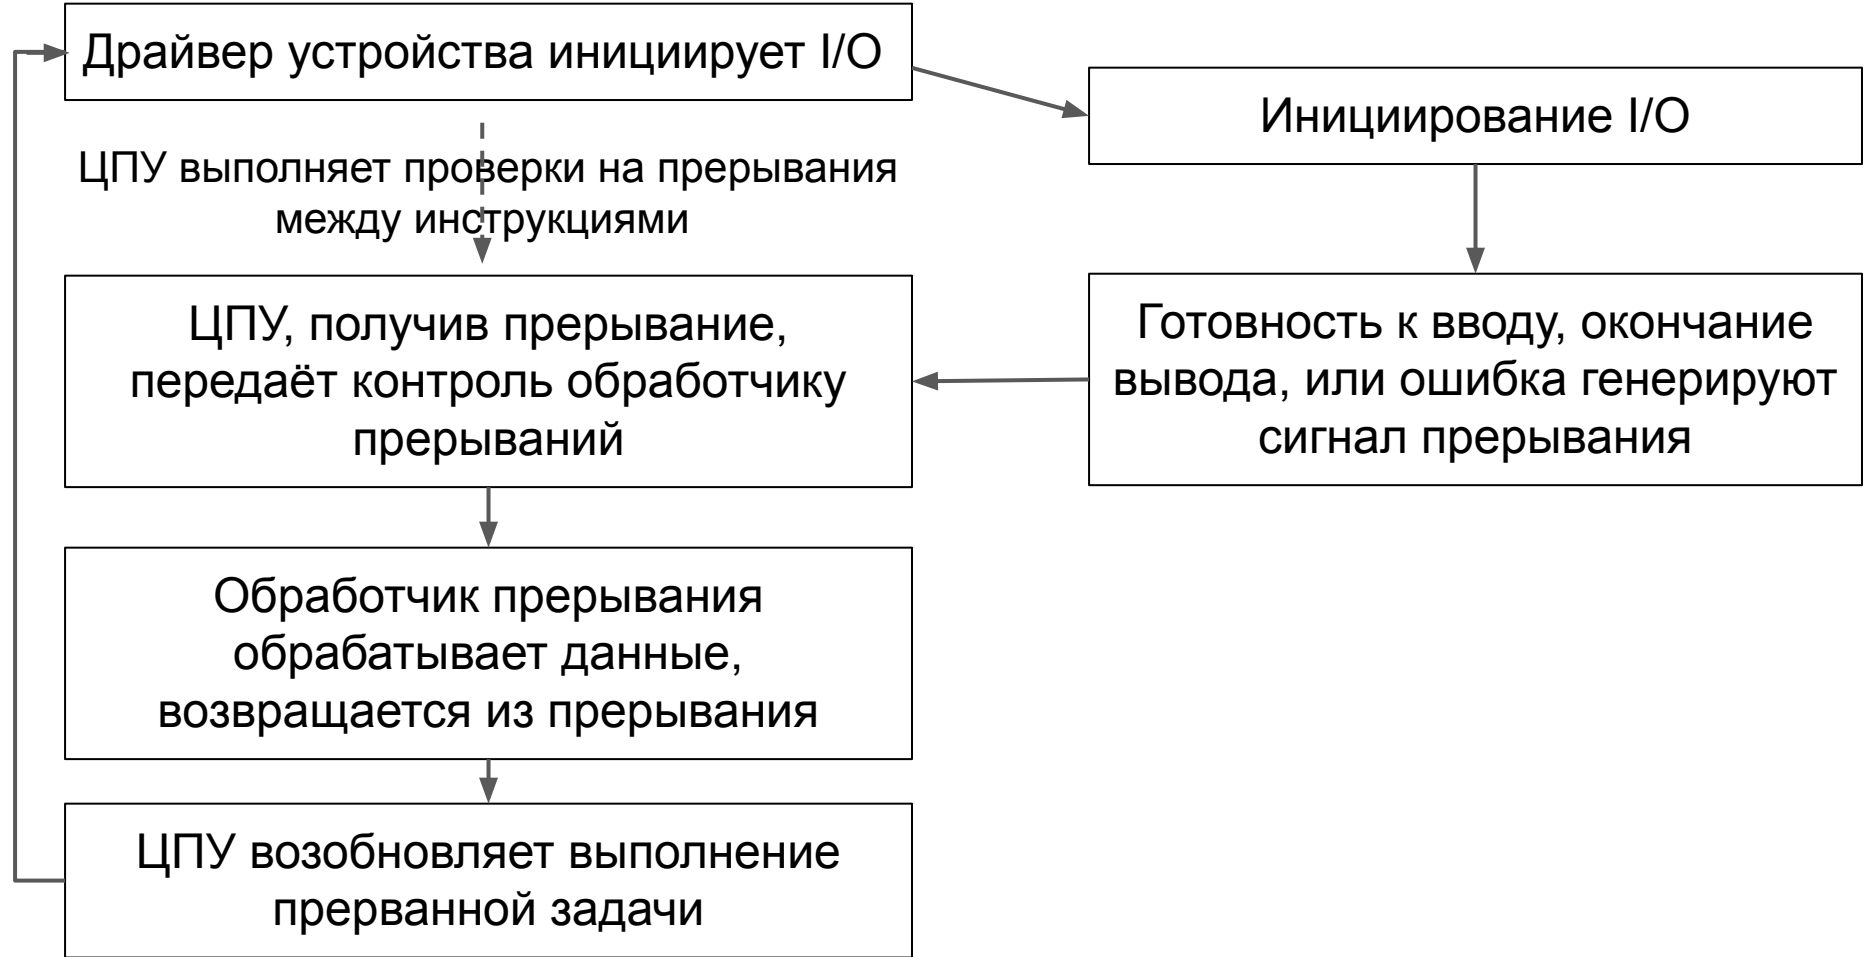 Драйвер устройства инициирует I/O
Инициирование I/O
ЦПУ выполняет проверки на прерывания
между инструкциями
ЦПУ, получив прерывание,
передаёт контроль обработчику
прерываний
Готовность к вводу, окончание
вывода, или ошибка генерируют
сигнал прерывания
Обработчик прерывания
обрабатывает данные,
возвращается из прерывания
ЦПУ возобновляет выполнение
прерванной задачи